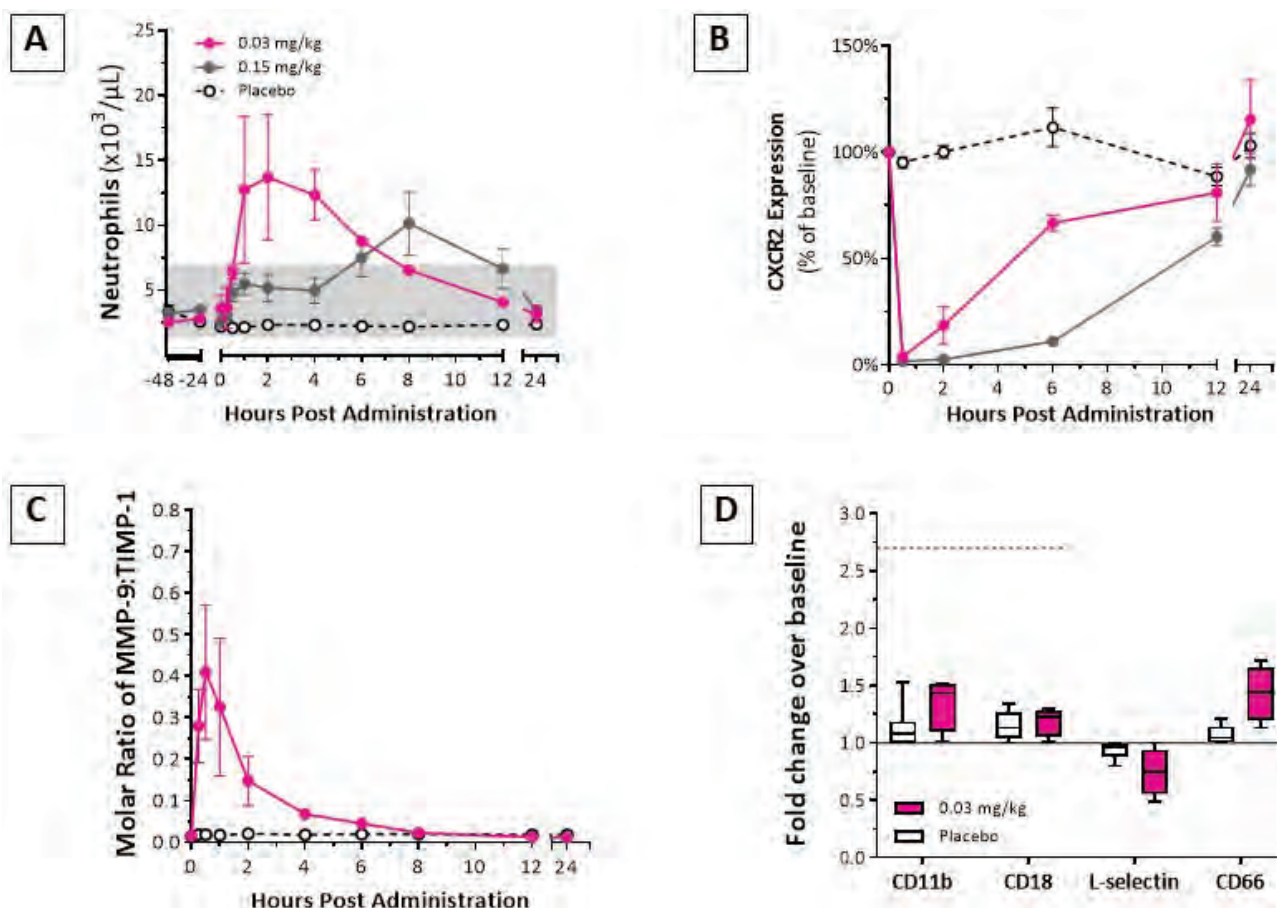 A
Neutrophils (x10³/µL)
25
20
15
10
5
0.03 mg/kg
0.15 mg/kg
Placebo
-48 -24 0 2 4 6 8 10 12 24
Hours Post Administration
B
CXCR2 Expression
(% of baseline)
150%
100%
50%
0%
0 2 4 6 8 10 12 24
Hours Post Administration
C
Molar Ratio of MMP-9:TIMP-1
0.8
0.7
0.6
0.5
0.4
0.3
0.2
0.1
0.0
0 2 4 6 8 10 12 24
Hours Post Administration
D
Fold change over baseline
3.0
2.5
2.0
1.5
1.0
0.5
0.0
0.03 mg/kg
Placebo
CD11b CD18 L-selectin CD66